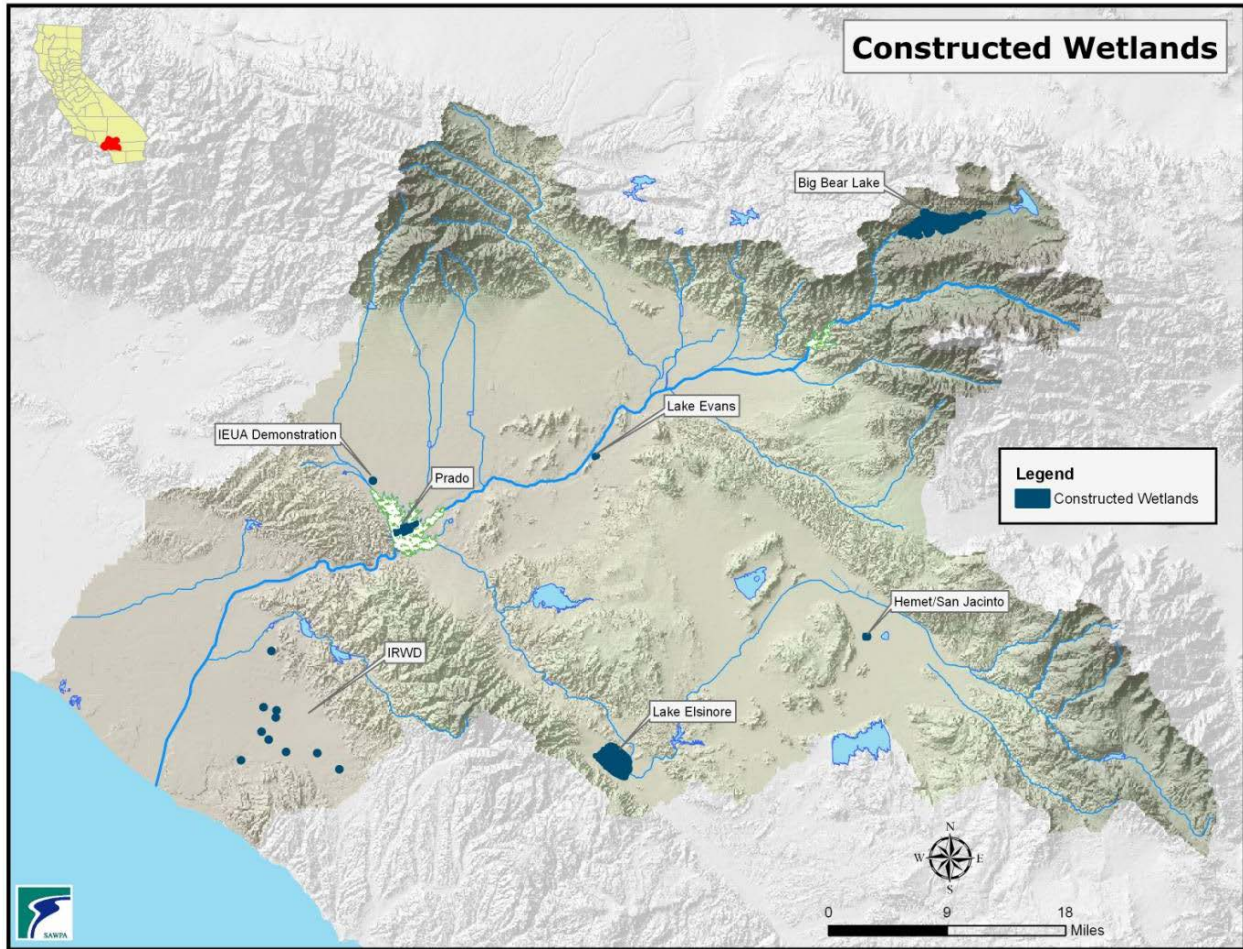 Constructed Wetlands
Big Bear Lake
Lake Evans
IEUA Demonstration
Prado
Legend
Constructed Wetlands
Hemet/San Jacinto
IRWD
Lake Elsinore
N
W E
S
0 9 18
Miles
SAWPA